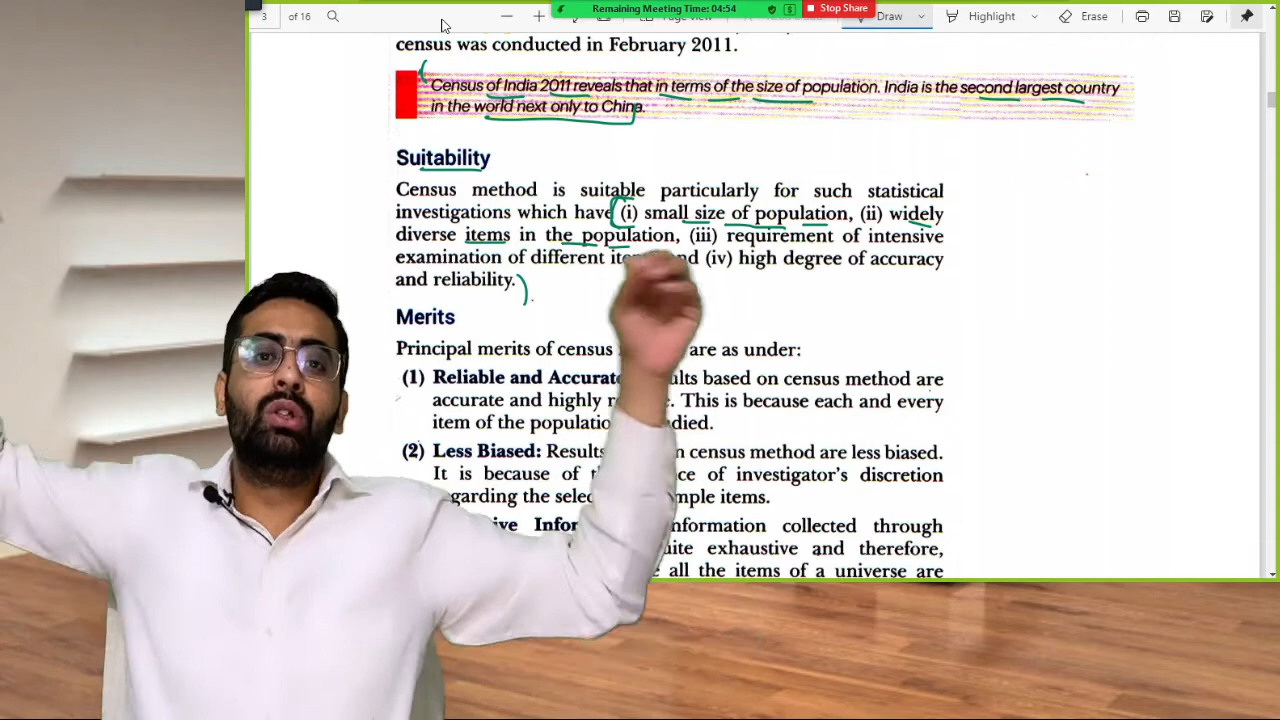 3 of 16 Remaining Meeting Time: 04:54 Stop Share Draw Highlight Erase
census was conducted in February 2011.
Census of India 2011 reveals that in terms of the size of population. India is the second largest country
in the world next only to China.
Suitability
Census method is suitable particularly for such statistical
investigations which have (i) small size of population, (ii) widely
diverse items in the population, (iii) requirement of intensive
examination of different and (iv) high degree of accuracy
and reliability.
Merits
Principal merits of census are as under:
(1) Reliable and Accurate based on census method are
accurate and highly This is because each and every
item of the
(2) Less Biased: Results census method are less biased.
It is because of of investigator's discretion
the items.
information collected through
exhaustive and therefore,
all the items of a universe are